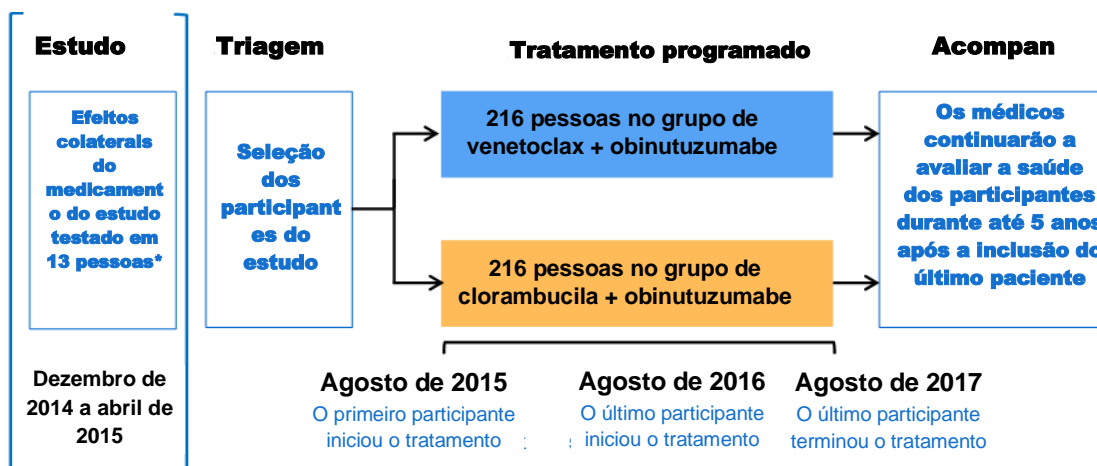 Estudo
Efeitos
colaterais
do
medicament
o do estudo
testado em
13 pessoas*
Dezembro de
2014 a abril de
2015
Triagem
Seleção
dos
participant
es do
estudo
Tratamento programado
216 pessoas no grupo de
venetoclax + obinutuzumabe
216 pessoas no grupo de
clorambucila + obinutuzumabe
Agosto de 2015
O primeiro participante
iniciou o tratamento
Agosto de 2016
O último participante
iniciou o tratamento
Agosto de 2017
O último participante
terminou o tratamento
Acompan
Os médicos
continuarão a
avaliar a saúde
dos participantes
durante até 5 anos
após a inclusão do
último paciente